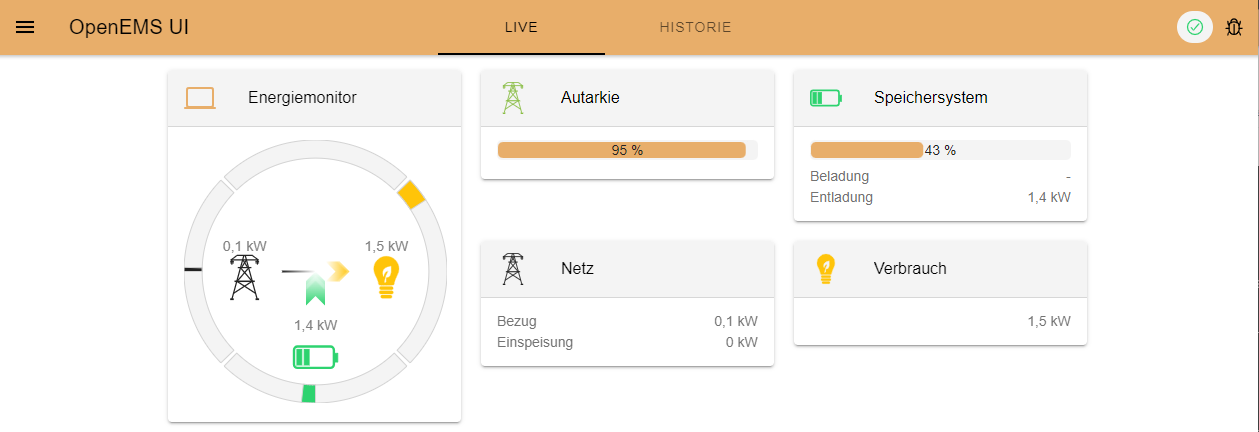 OpenEMS UI
LIVE
HISTORIE
Energiemonitor
0,1 kW
1,5 kW
1,4 kW
Autarkie
95 %
Speichersystem
43 %
Beladung -
Entladung 1,4 kW
Netz
Bezug 0,1 kW
Einspeisung 0 kW
Verbrauch
1,5 kW